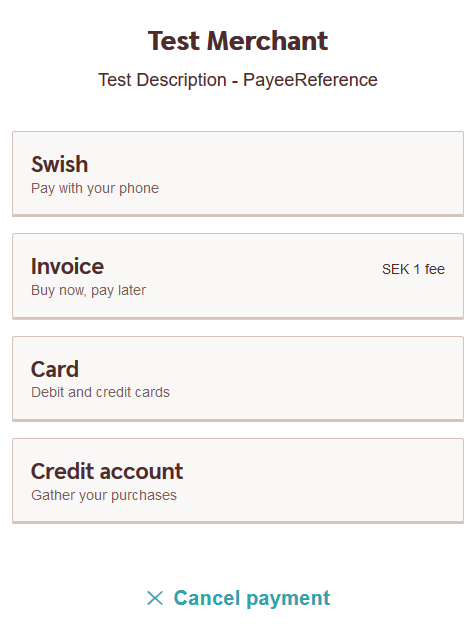 Test Merchant
Test Description - PayeeReference
Swish
Pay with your phone
Invoice
SEK 1 fee
Buy now, pay later
Card
Debit and credit cards
Credit account
Gather your purchases
Cancel payment